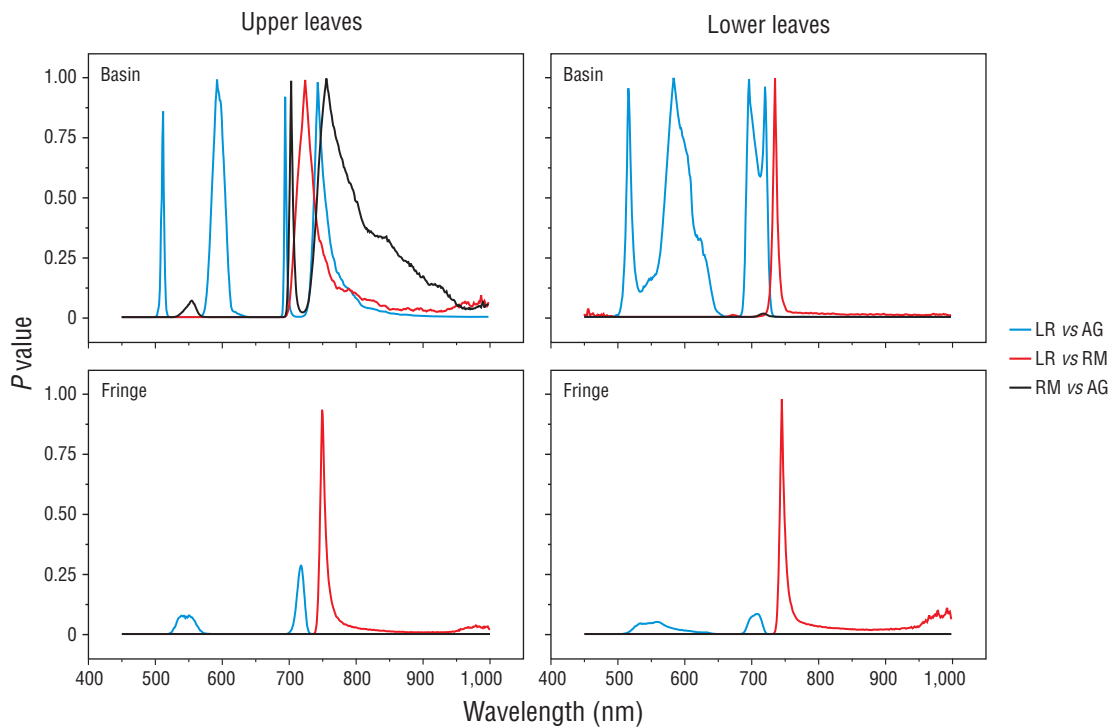 Upper leaves
Lower leaves
Basin
Basin
1.00
0.75
0.50
0.25
0
P value
LR vs AG
LR vs RM
RM vs AG
Fringe
Fringe
1.00
0.75
0.50
0.25
0
400 500 600 700 800 900 1,000
400 500 600 700 800 900 1,000
Wavelength (nm)